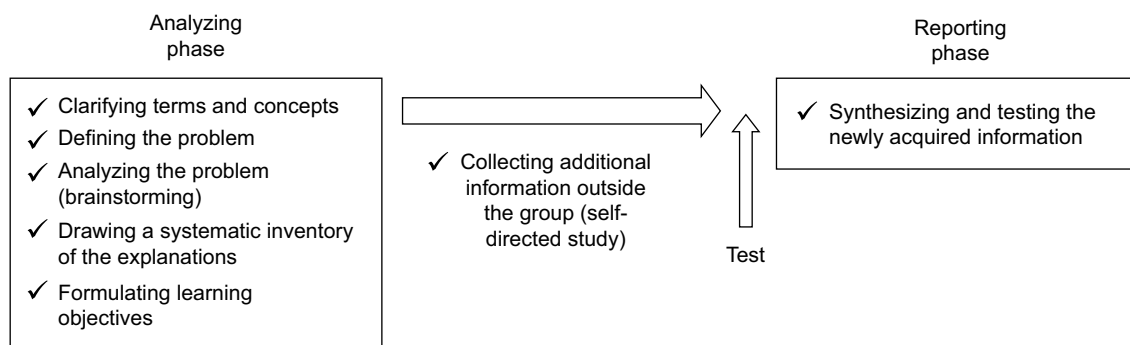 Analyzing
phase
Clarifying terms and concepts
Defining the problem
Analyzing the problem
(brainstorming)
Drawing a systematic inventory
of the explanations
Formulating learning
objectives
Collecting additional
information outside
the group (self-
directed study)
Test
Reporting
phase
Synthesizing and testing the
newly acquired information